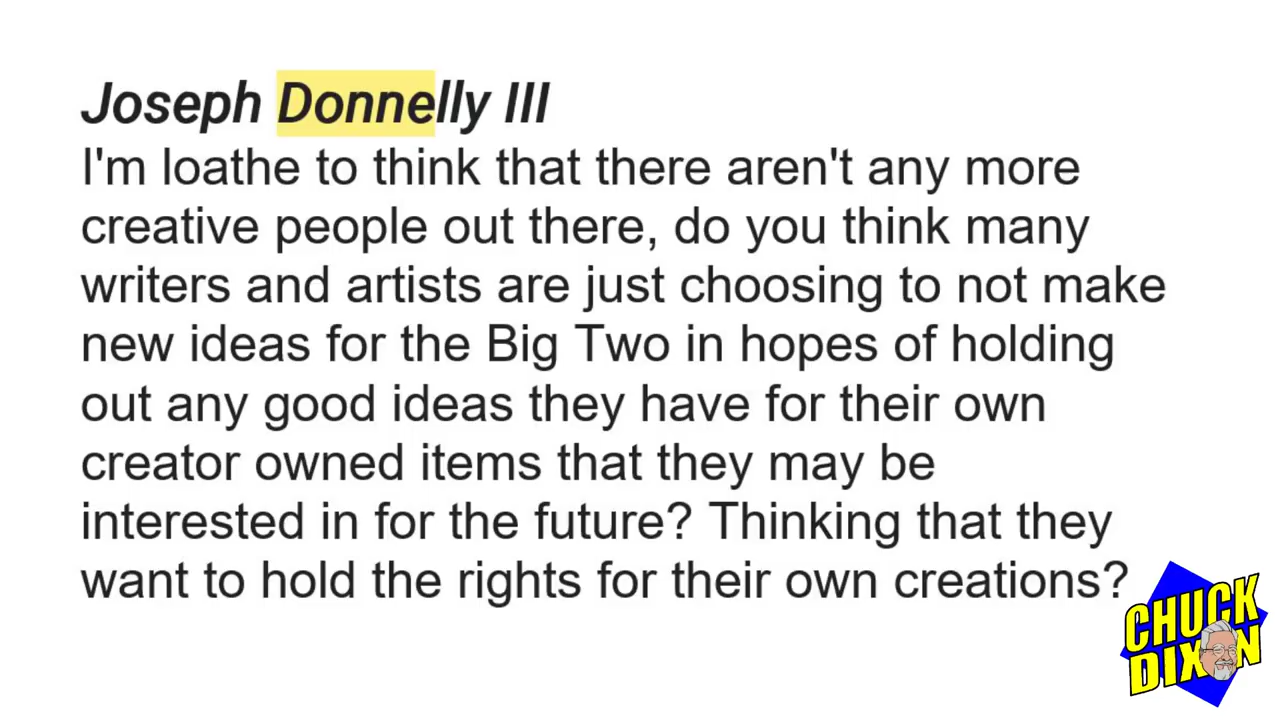 Joseph Donnelly III
I'm loathe to think that there aren't any more
creative people out there, do you think many
writers and artists are just choosing to not make
new ideas for the Big Two in hopes of holding
out any good ideas they have for their own
creator owned items that they may be
interested in for the future? Thinking that they
want to hold the rights for their own creations?
CHUCK
DIXON